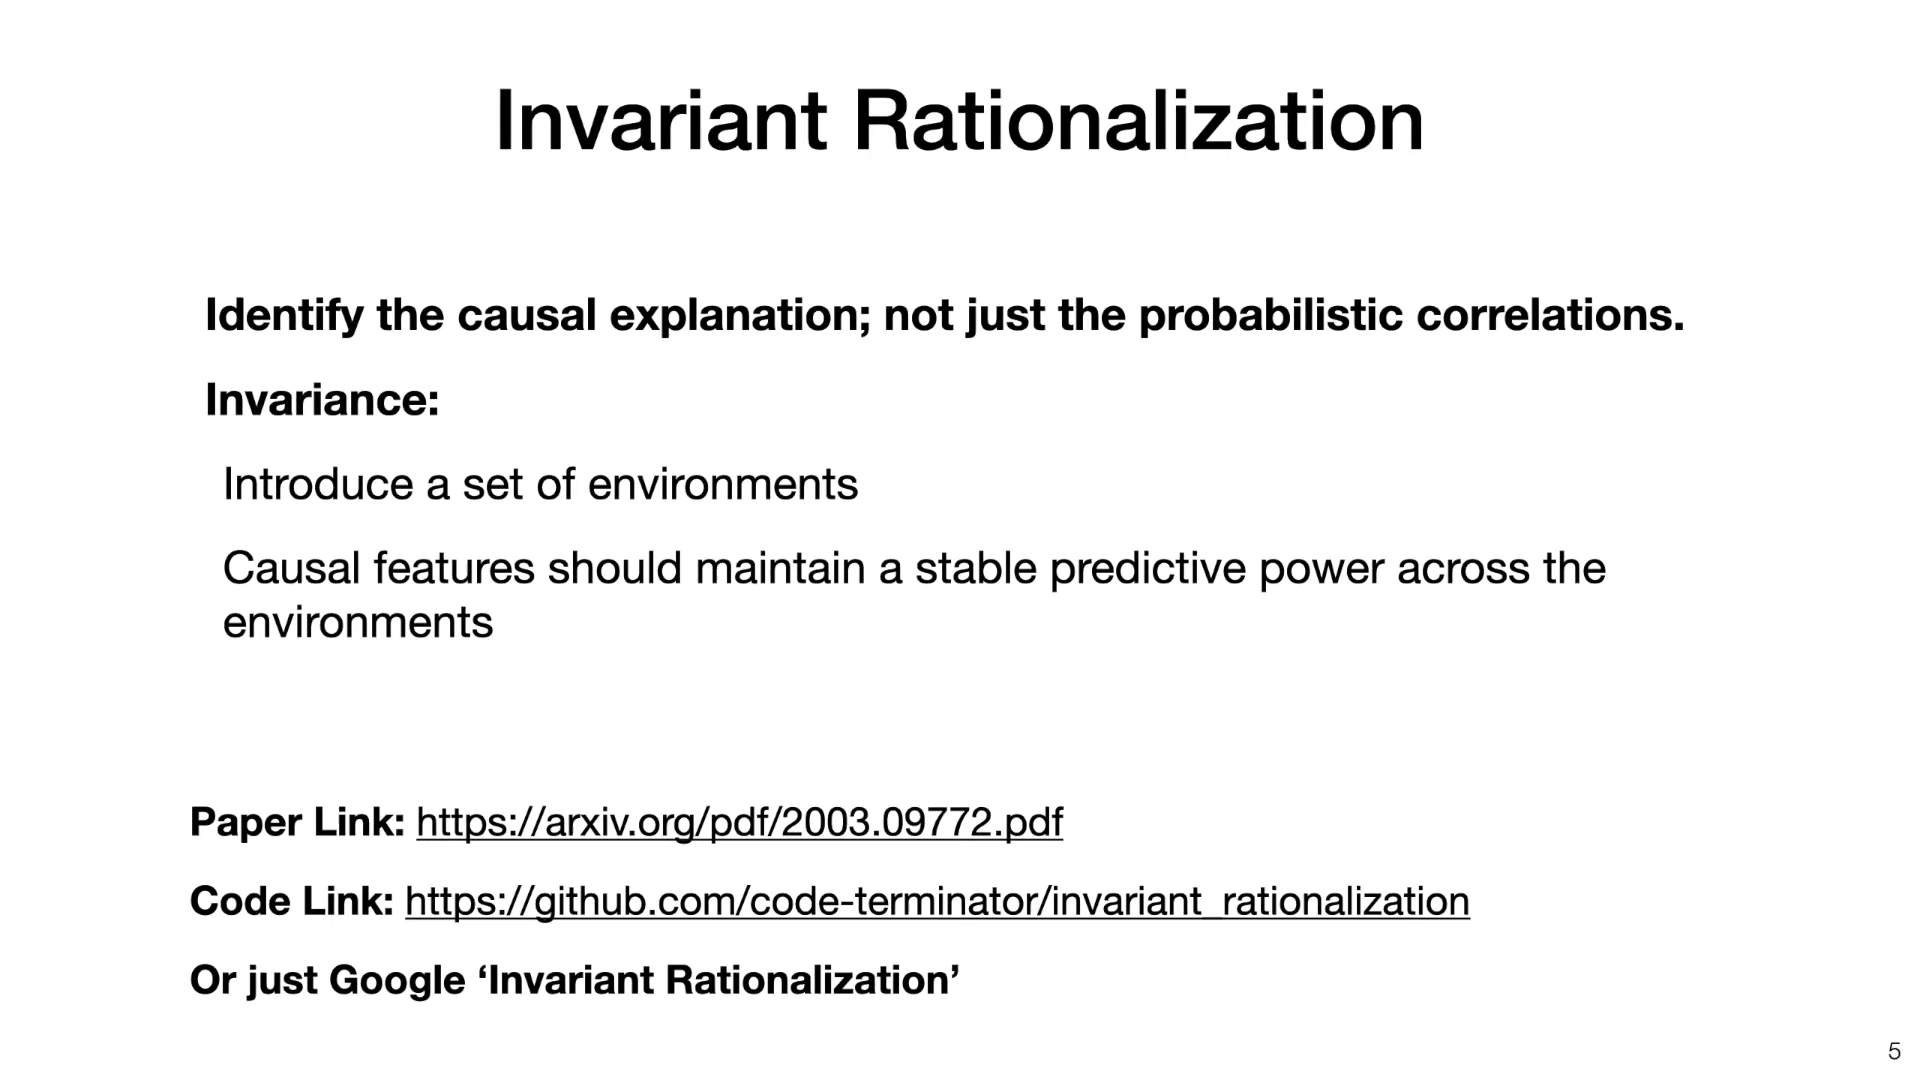 Invariant Rationalization
Identify the causal explanation; not just the probabilistic correlations.
Invariance:
Introduce a set of environments
Causal features should maintain a stable predictive power across the
environments
Paper Link: https://arxiv.org/pdf/2003.09772.pdf
Code Link: https://github.com/code-terminator/invariant_rationalization
Or just Google ‘Invariant Rationalization’
5